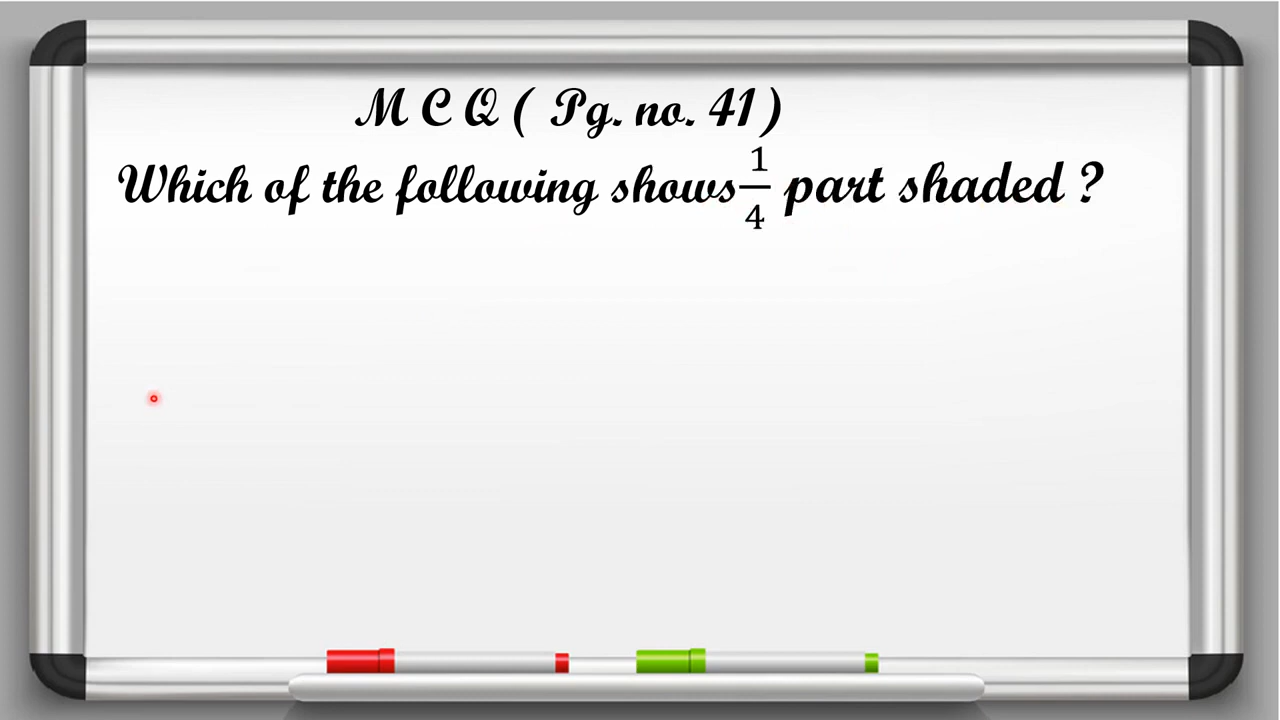 M C Q ( Pg. no. 41 )
Which of the following shows 1/4 part shaded ?